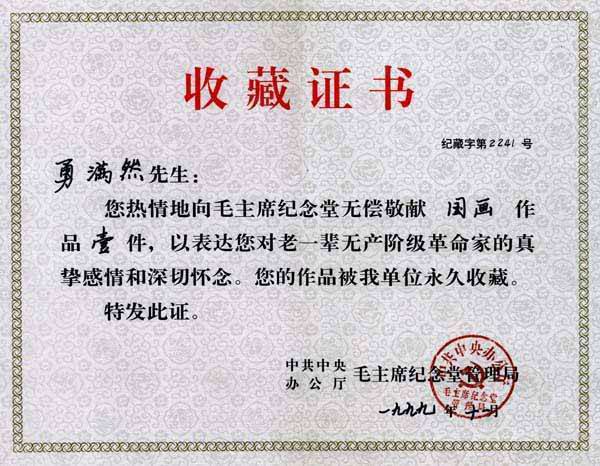 收藏证书
纪藏字第2241号
勇满然先生：
您热情地向毛主席纪念堂无偿敬献 国画 作
品 壹 件，以表达您对老一辈无产阶级革命家的真
挚感情和深切怀念。您的作品被我单位永久收藏。
特发此证。
中共中央
办公厅
毛主席纪念堂管理局
一九九九年十一月
中共中央办公厅
毛主席纪念堂
管理局